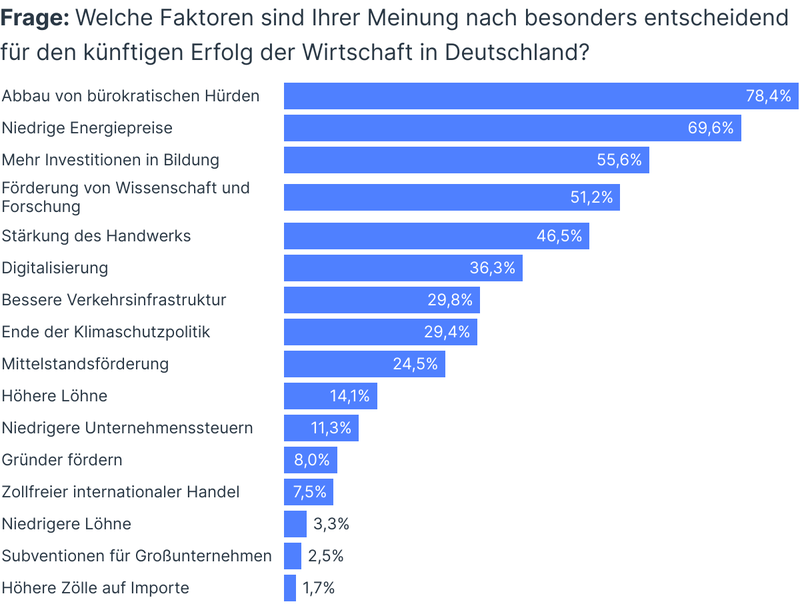 Frage: Welche Faktoren sind Ihrer Meinung nach besonders entscheidend
für den künftigen Erfolg der Wirtschaft in Deutschland?
Abbau von bürokratischen Hürden 78,4%
Niedrige Energiepreise 69,6%
Mehr Investitionen in Bildung 55,6%
Förderung von Wissenschaft und
Forschung 51,2%
Stärkung des Handwerks 46,5%
Digitalisierung 36,3%
Bessere Verkehrsinfrastruktur 29,8%
Ende der Klimaschutzpolitik 29,4%
Mittelstandsförderung 24,5%
Höhere Löhne 14,1%
Niedrigere Unternehmenssteuern 11,3%
Gründer fördern 8,0%
Zollfreier internationaler Handel 7,5%
Niedrigere Löhne 3,3%
Subventionen für Großunternehmen 2,5%
Höhere Zölle auf Importe 1,7%